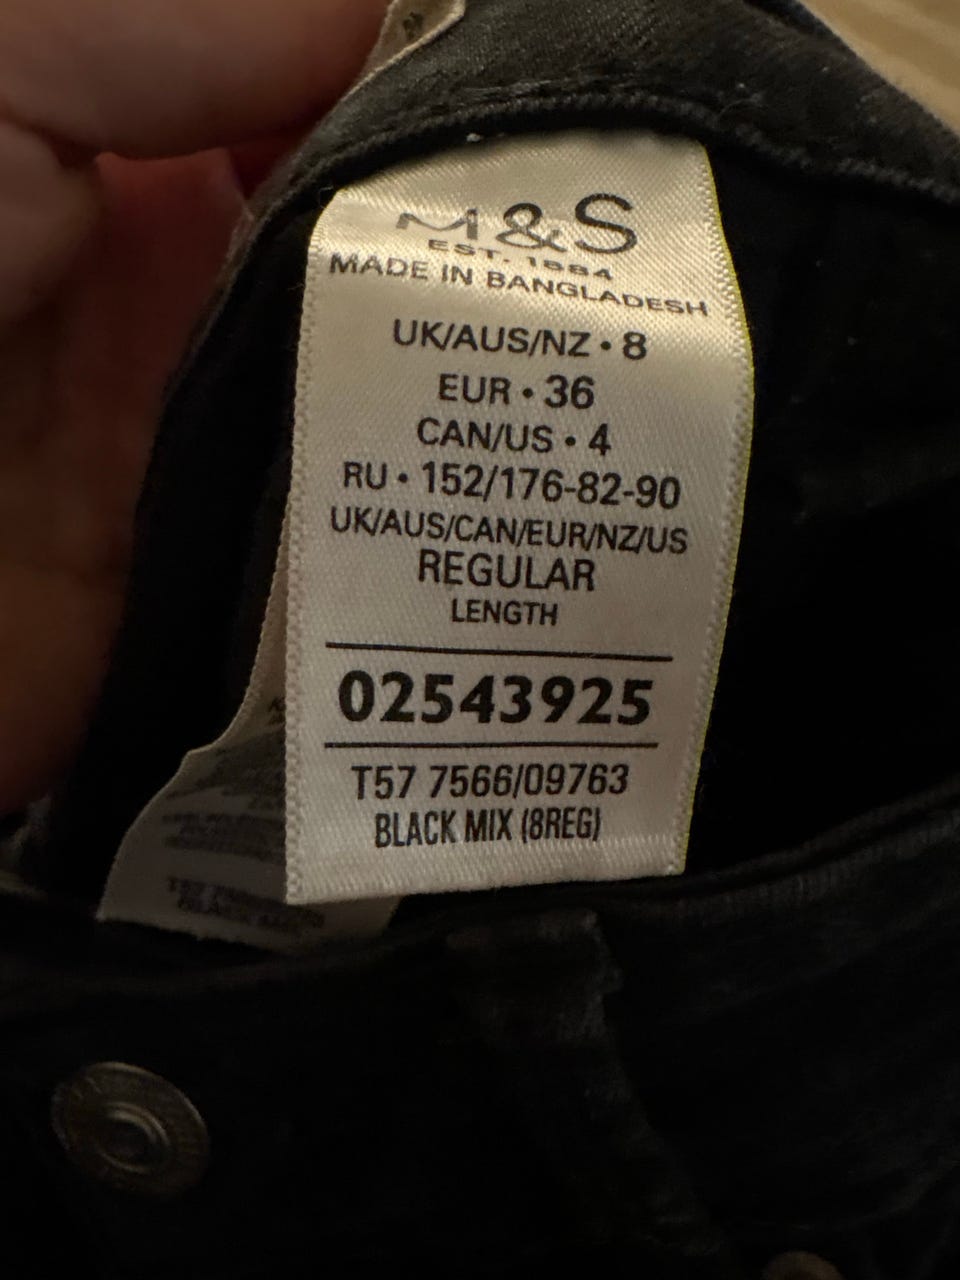 M&S
EST. 1884
MADE IN BANGLADESH
UK/AUS/NZ • 8
EUR • 36
CAN/US • 4
RU • 152/176-82-90
UK/AUS/CAN/EUR/NZ/US
REGULAR
LENGTH
02543925
T57 7566/09763
BLACK MIX (8REG)